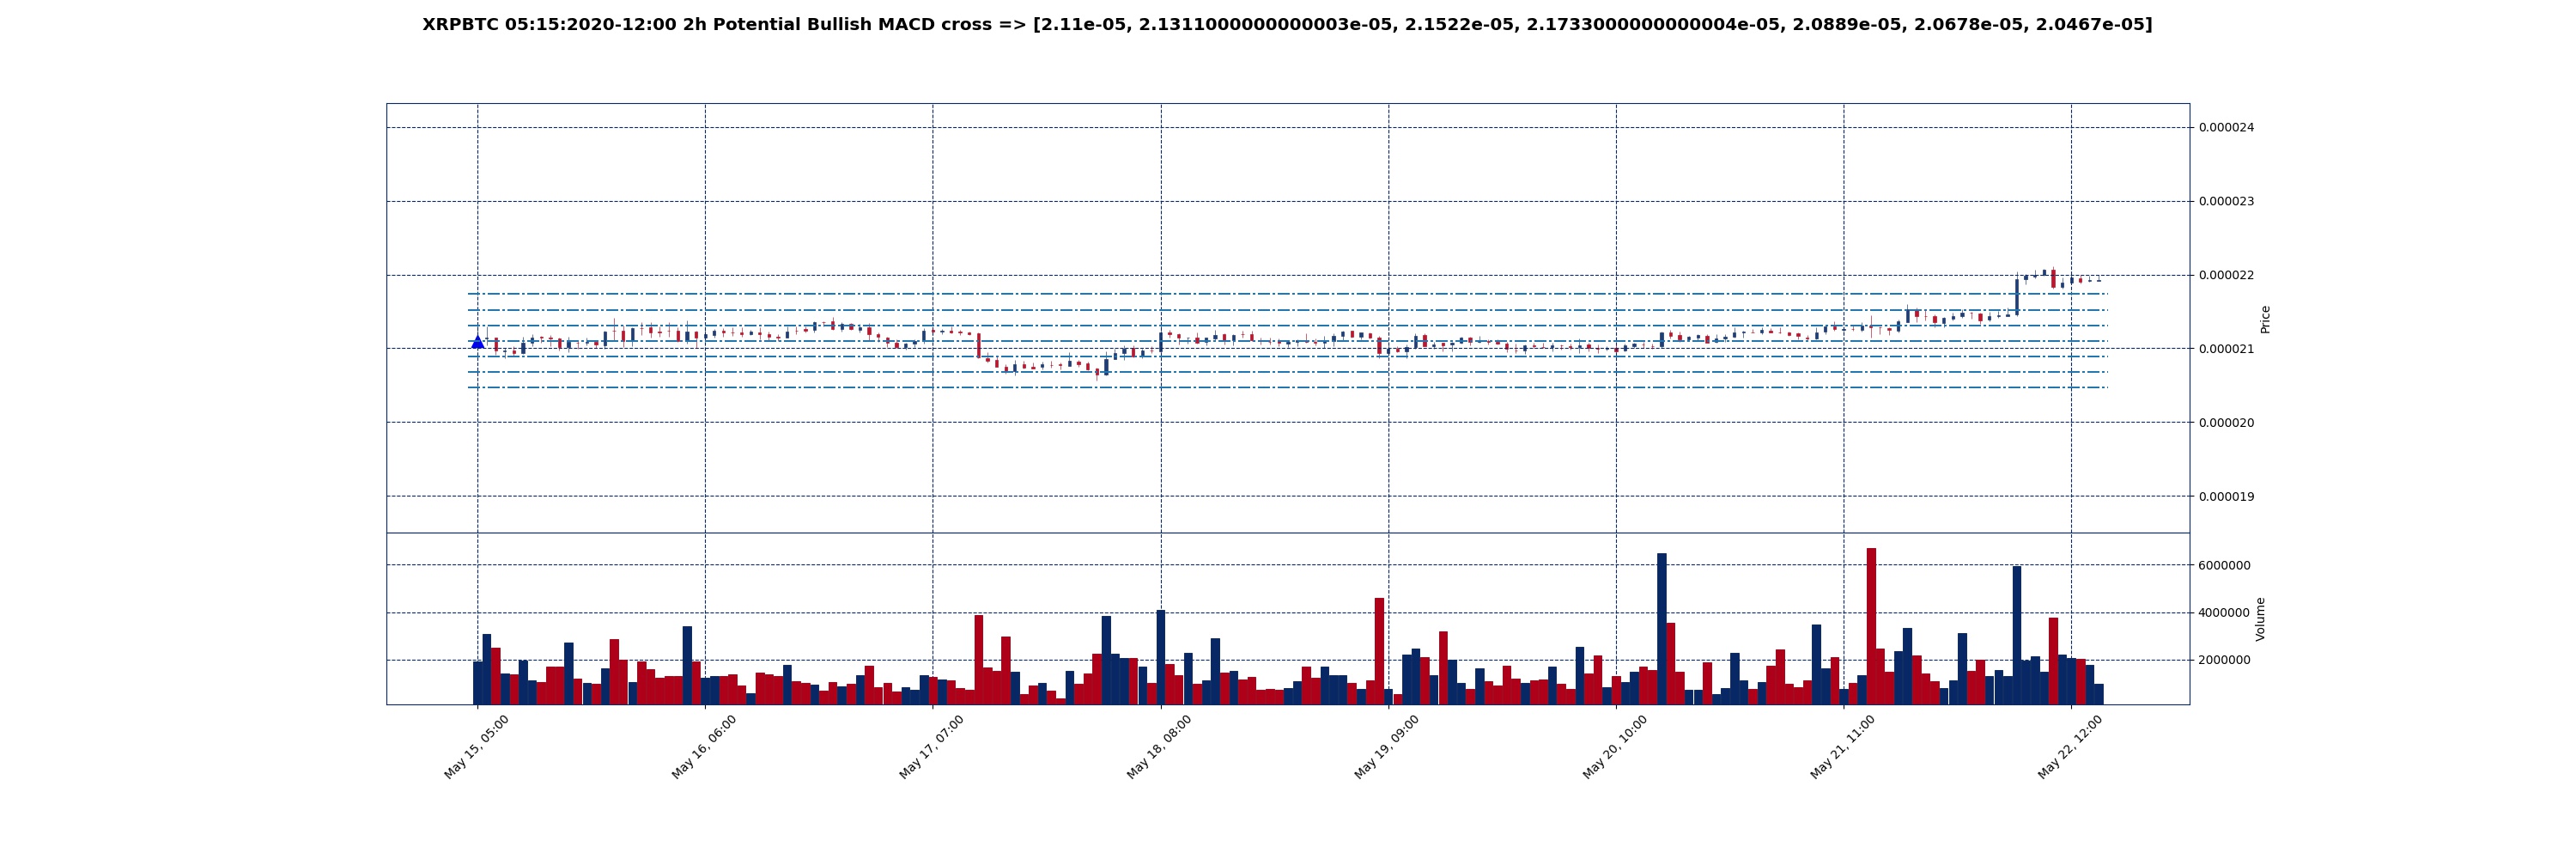 XRPBTC 05:15:2020-12:00 2h Potential Bullish MACD cross => [2.11e-05, 2.1311000000000003e-05, 2.1522e-05, 2.1733000000000004e-05, 2.0889e-05, 2.0678e-05, 2.0467e-05]
0.000024
0.000023
0.000022
0.000021
0.000020
0.000019
Price
6000000
4000000
2000000
Volume
May 15, 05:00
May 16, 06:00
May 17, 07:00
May 18, 08:00
May 19, 09:00
May 20, 10:00
May 21, 11:00
May 22, 12:00